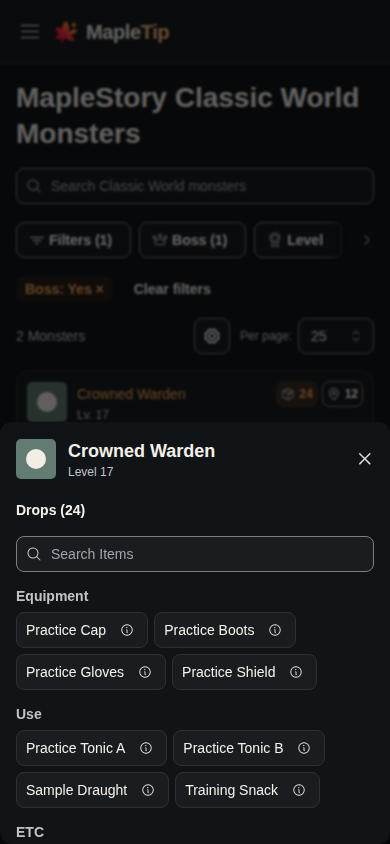 MapleTip
MapleStory Classic World
Monsters
Search Classic World monsters
Filters (1)
Boss (1)
Level
Boss: Yes ×
Clear filters
2 Monsters
Per page:
25
Crowned Warden
24
12
Lv. 17
Crowned Warden
Level 17
Drops (24)
Search Items
Equipment
Practice Cap
Practice Boots
Practice Gloves
Practice Shield
Use
Practice Tonic A
Practice Tonic B
Sample Draught
Training Snack
ETC